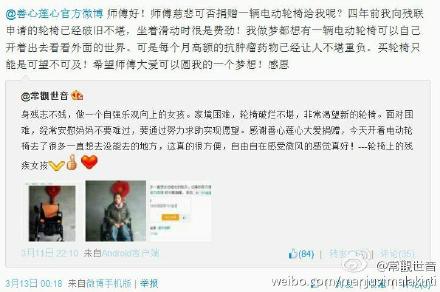 @善心莲心官方微博 师傅好！师傅慈悲可否捐赠一辆电动轮椅给我呢？四年前我向残联
申请的轮椅已经破旧不堪，坐着滑动时很是费劲！我做梦都想有一辆电动轮椅可以自己
开着出去看看外面的世界。可是每个月高额的抗肿瘤药物已经让人不堪重负。买轮椅只
能是可望不可及！希望师傅大爱可以圆我的一个梦想！感恩
@常觀世音
身残志不残，做一个自强乐观向上的女孩。家境困难，轮椅破烂不堪，非常渴望新的轮椅。面对困
难，经常安慰妈妈不要难过，要通过努力求助实现愿望。感谢善心莲心大爱捐赠，今天开着电动轮
椅去了很多一直想去没能去的地方，这真的很方便，自由自在感受微风的感觉真好！---轮椅上的残
疾女孩
3月11日 22:10 来自Android客户端
(84)
评论(35)
3月13日 00:18 来自微博手机版 | 举报
@常觀世音